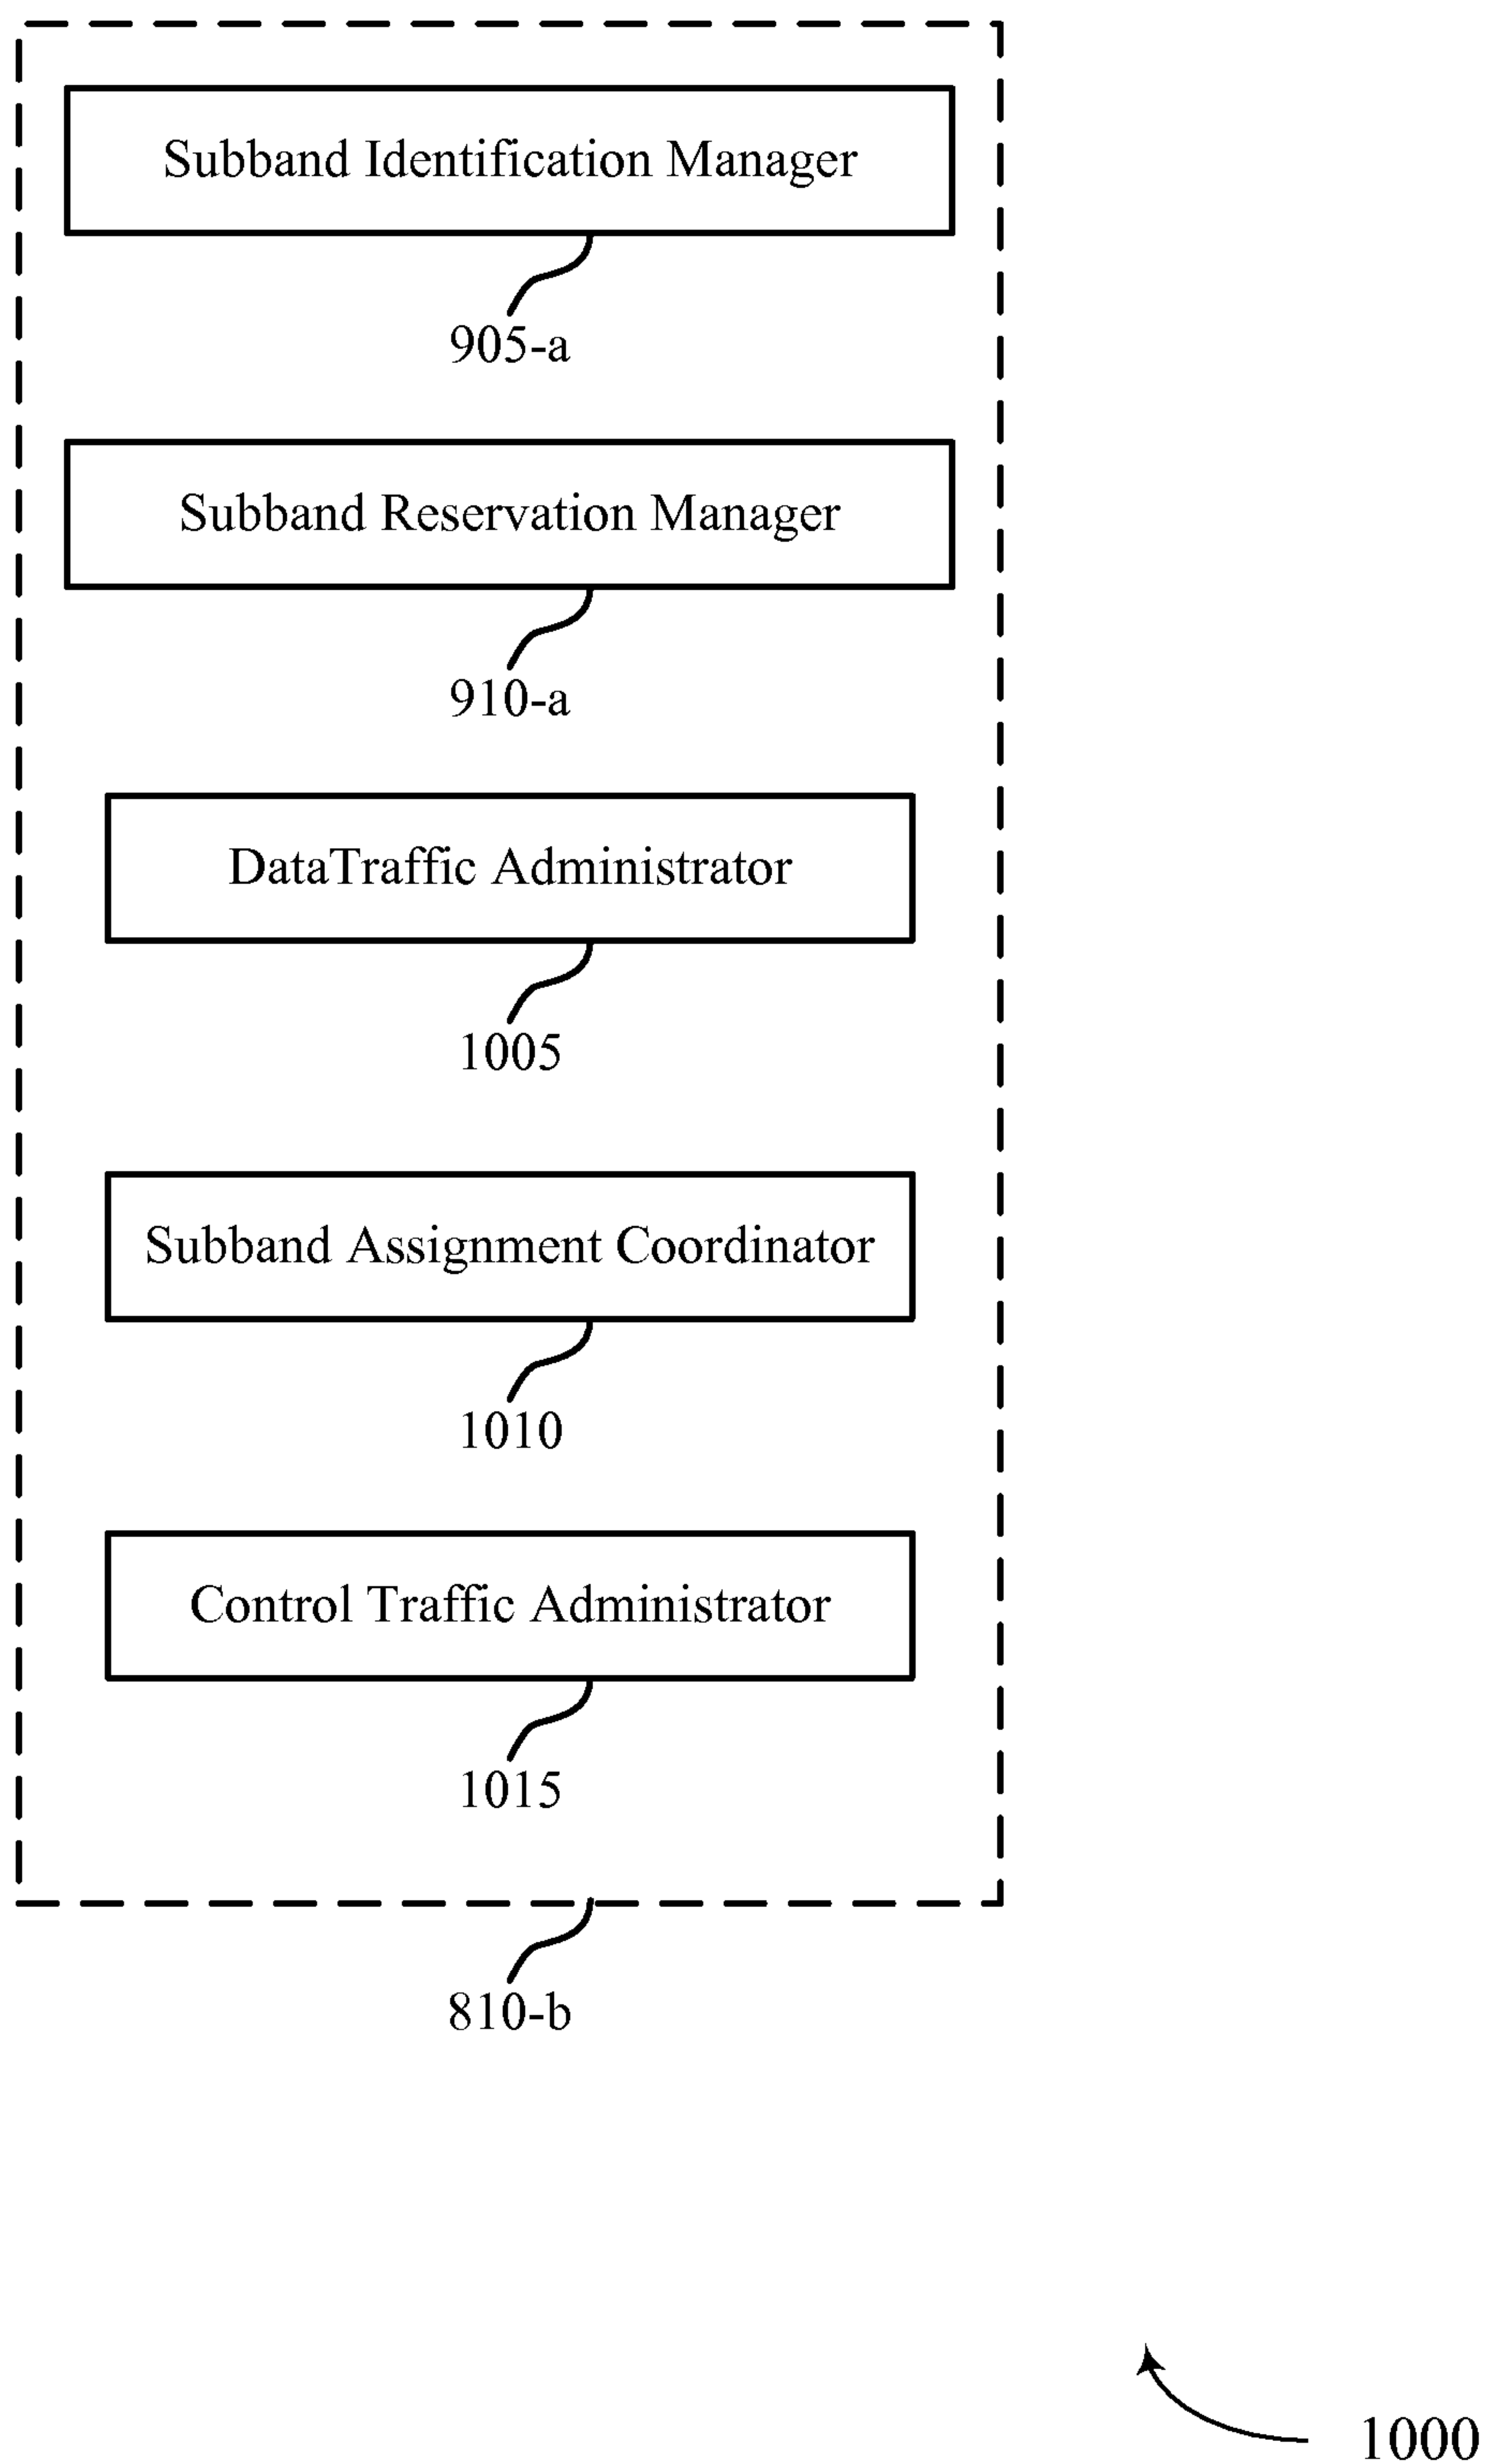 Subband Identification Manager
905-a
Subband Reservation Manager
910-a
DataTraffic Administrator
1005
Subband Assignment Coordinator
1010
Control Traffic Administrator
1015
810-b
1000